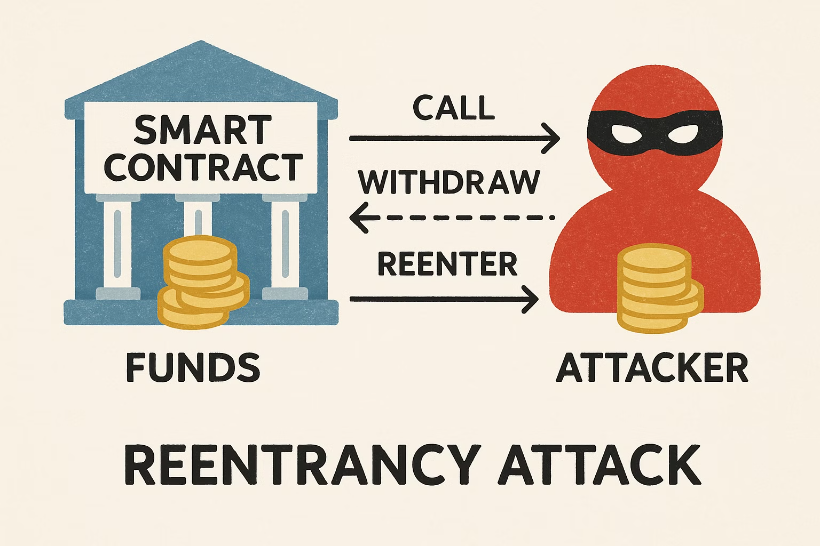 SMART
CONTRACT
CALL
WITHDRAW
REENTER
FUNDS
ATTACKER
REENTRANCY ATTACK